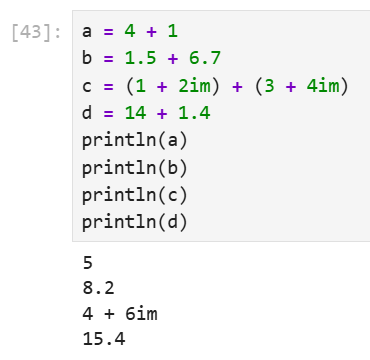 [43]: a = 4 + 1
b = 1.5 + 6.7
c = (1 + 2im) + (3 + 4im)
d = 14 + 1.4
println(a)
println(b)
println(c)
println(d)
5
8.2
4 + 6im
15.4